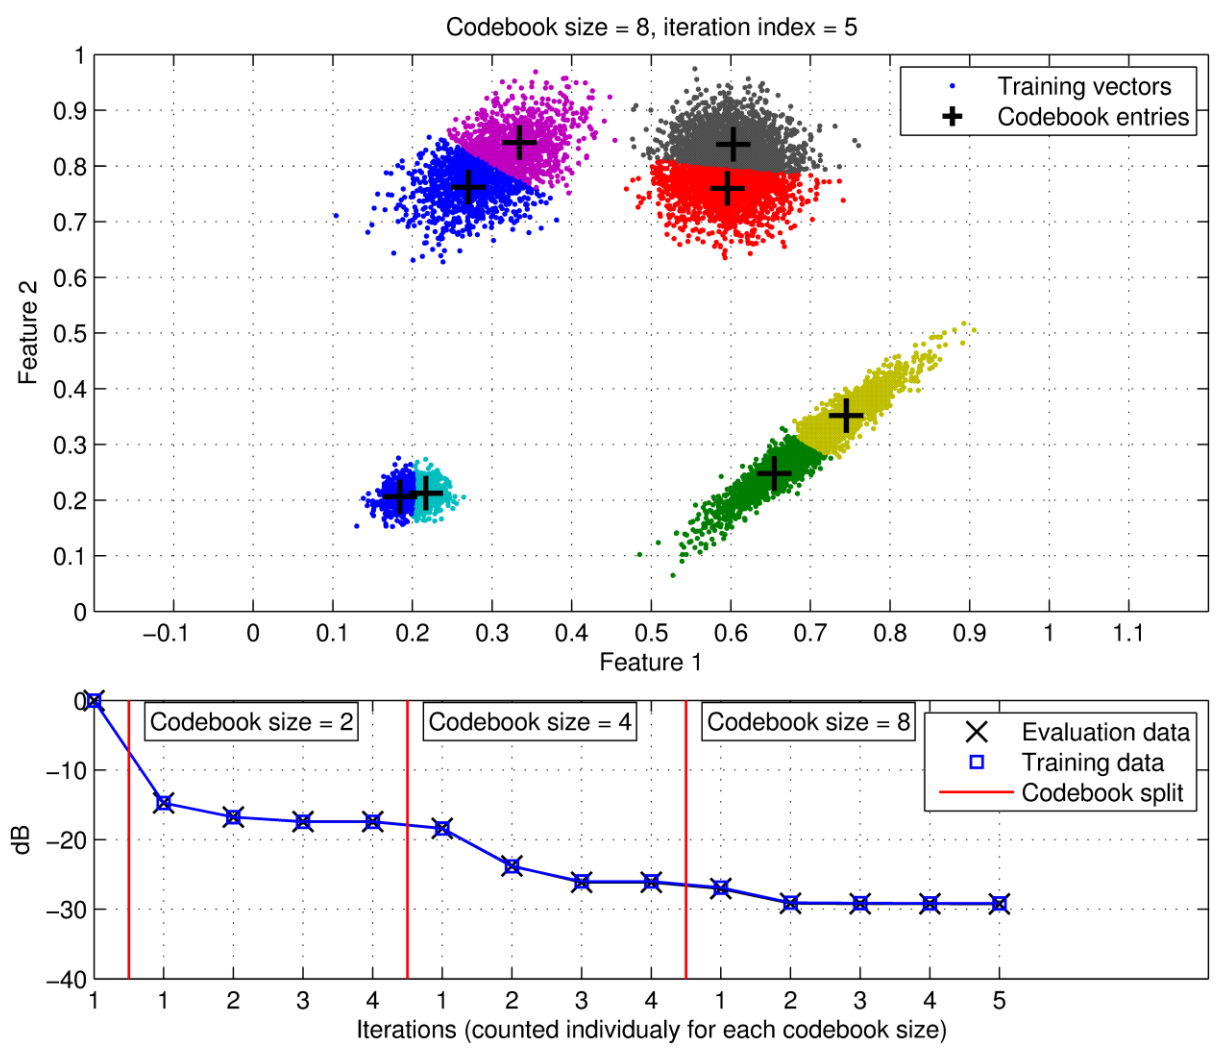 Codebook size = 8, iteration index = 5
1
0.9
0.8
0.7
0.6
0.5
0.4
0.3
0.2
0.1
0
Feature 2
Training vectors
Codebook entries
−0.1 0 0.1 0.2 0.3 0.4 0.5 0.6 0.7 0.8 0.9 1 1.1
Feature 1
0
−10
−20
−30
−40
dB
Codebook size = 2
Codebook size = 4
Codebook size = 8
Evaluation data
Training data
Codebook split
1 1 2 3 4 1 2 3 4 1 2 3 4 5
Iterations (counted individualy for each codebook size)